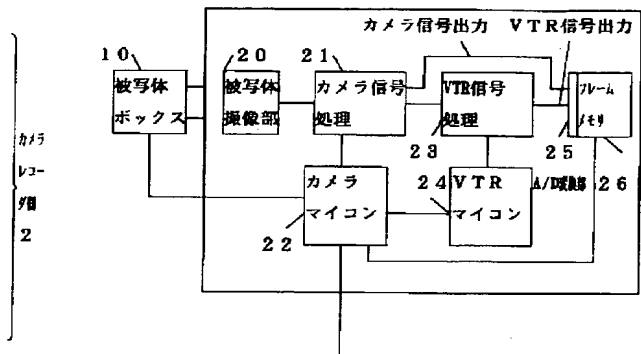 カメラ信号出力 VTR信号出力
10
20
21
被写体
ボックス
被写体
撮像部
カメラ信号
処理
VTR信号
処理
フレーム
メモリ
23
25
カメラ
レコー
ダ側
2
カメラ
マイコン
24
VTR
マイコン
A/D変換部
26
22